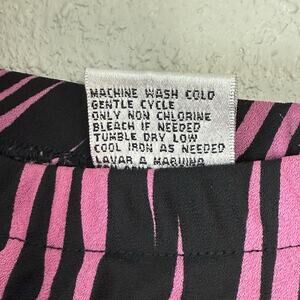 MACHINE WASH COLD
GENTLE CYCLE
ONLY NON CHLORINE
BLEACH IF NEEDED
TUMBLE DRY LOW
COOL IRON AS NEEDED
LAVAR A MAQUINA